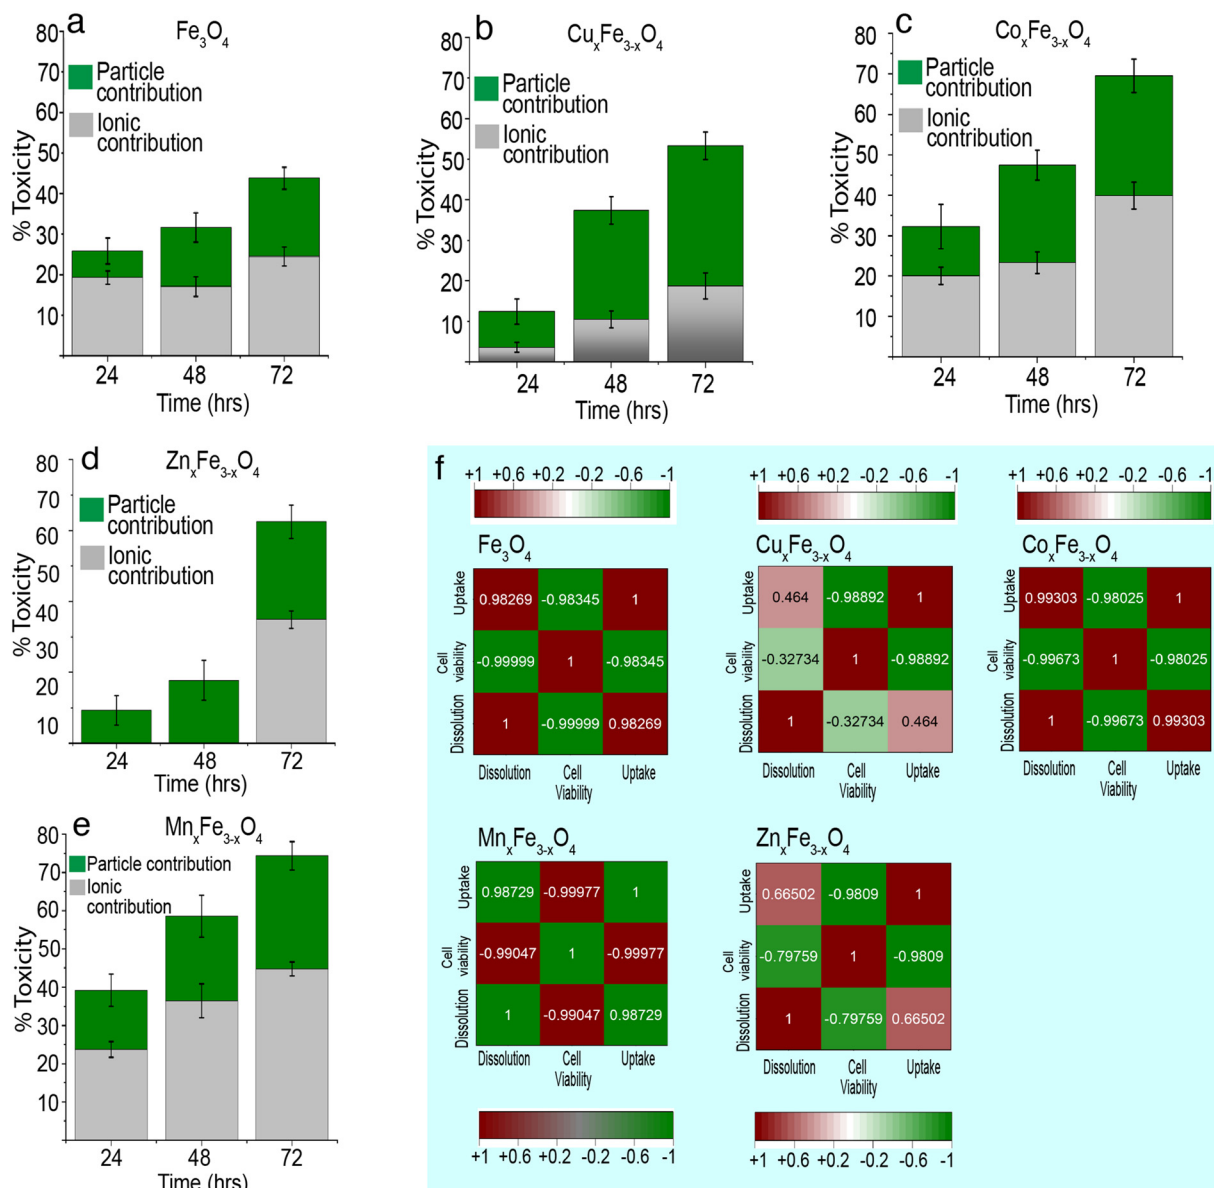 a
Fe3O4
80
70
60
50
40
30
20
10
% Toxicity
Particle
contribution
Ionic
contribution
24 48 72
Time (hrs)
b
CuxFe3-xO4
80
70
60
50
40
30
20
10
% Toxicity
Particle
contribution
Ionic
contribution
24 48 72
Time (hrs)
c
CoxFe3-xO4
80
70
60
50
40
30
20
10
% Toxicity
Particle
contribution
Ionic
contribution
24 48 72
Time (hrs)
d
ZnxFe3-xO4
80
70
60
50
40
30
20
10
% Toxicity
Particle
contribution
Ionic
contribution
24 48 72
Time (hrs)
e
MnxFe3-xO4
80
70
60
50
40
30
20
10
% Toxicity
Particle contribution
Ionic
contribution
24 48 72
Time (hrs)
f
+1 +0.6 +0.2 -0.2 -0.6 -1
Fe3O4
Uptake
0.98269 -0.98345 1
Cell
viability
-0.99999 1 -0.98345
Dissolution
1 -0.99999 0.98269
Dissolution Cell Uptake
Viability
+1 +0.6 +0.2 -0.2 -0.6 -1
CuxFe3-xO4
Uptake
0.464 -0.98892 1
Cell
viability
-0.32734 1 -0.98892
Dissolution
1 -0.32734 0.464
Dissolution Cell Uptake
Viability
+1 +0.6 +0.2 -0.2 -0.6 -1
CoxFe3-xO4
Uptake
0.99303 -0.98025 1
Cell
viability
-0.99673 1 -0.98025
Dissolution
1 -0.99673 0.99303
Dissolution Cell Uptake
Viability
MnxFe3-xO4
Uptake
0.98729 -0.99977 1
Cell
viability
-0.99047 1 -0.99977
Dissolution
1 -0.99047 0.98729
Dissolution Cell Uptake
Viability
+1 +0.6 +0.2 -0.2 -0.6 -1
ZnxFe3-xO4
Uptake
0.66502 -0.9809 1
Cell
viability
-0.79759 1 -0.9809
Dissolution
1 -0.79759 0.66502
Dissolution Cell Uptake
Viability
+1 +0.6 +0.2 -0.2 -0.6 -1